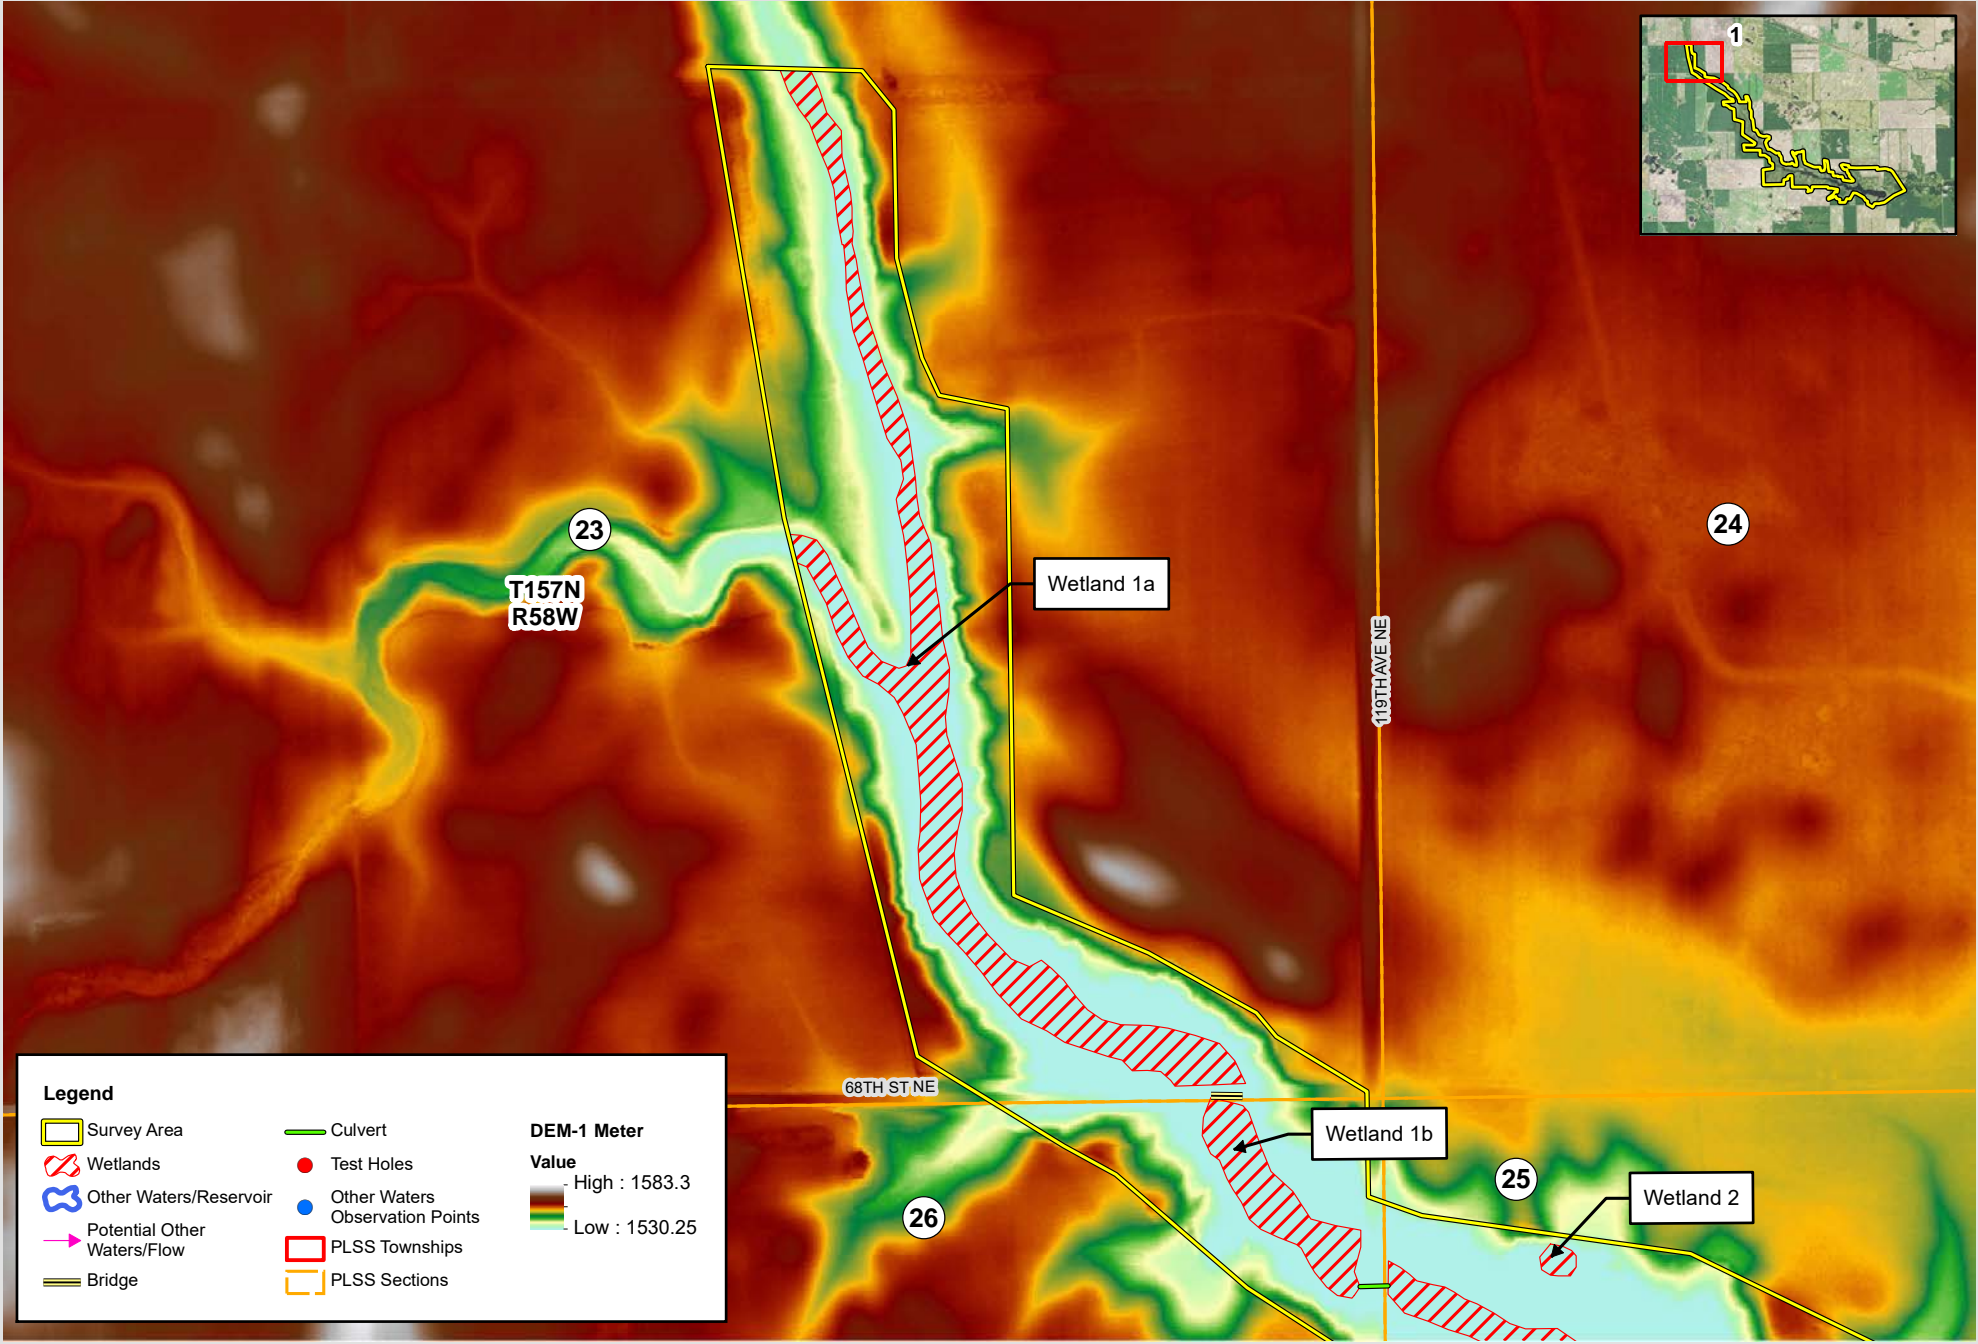 1
23
T157N
R58W
24
Wetland 1a
119TH AVE NE
68TH ST NE
Wetland 1b
25
Wetland 2
26
Legend
Survey Area
Wetlands
Other Waters/Reservoir
Potential Other
Waters/Flow
Bridge
Culvert
Test Holes
Other Waters
Observation Points
PLSS Townships
PLSS Sections
DEM-1 Meter
Value
High : 1583.3
Low : 1530.25